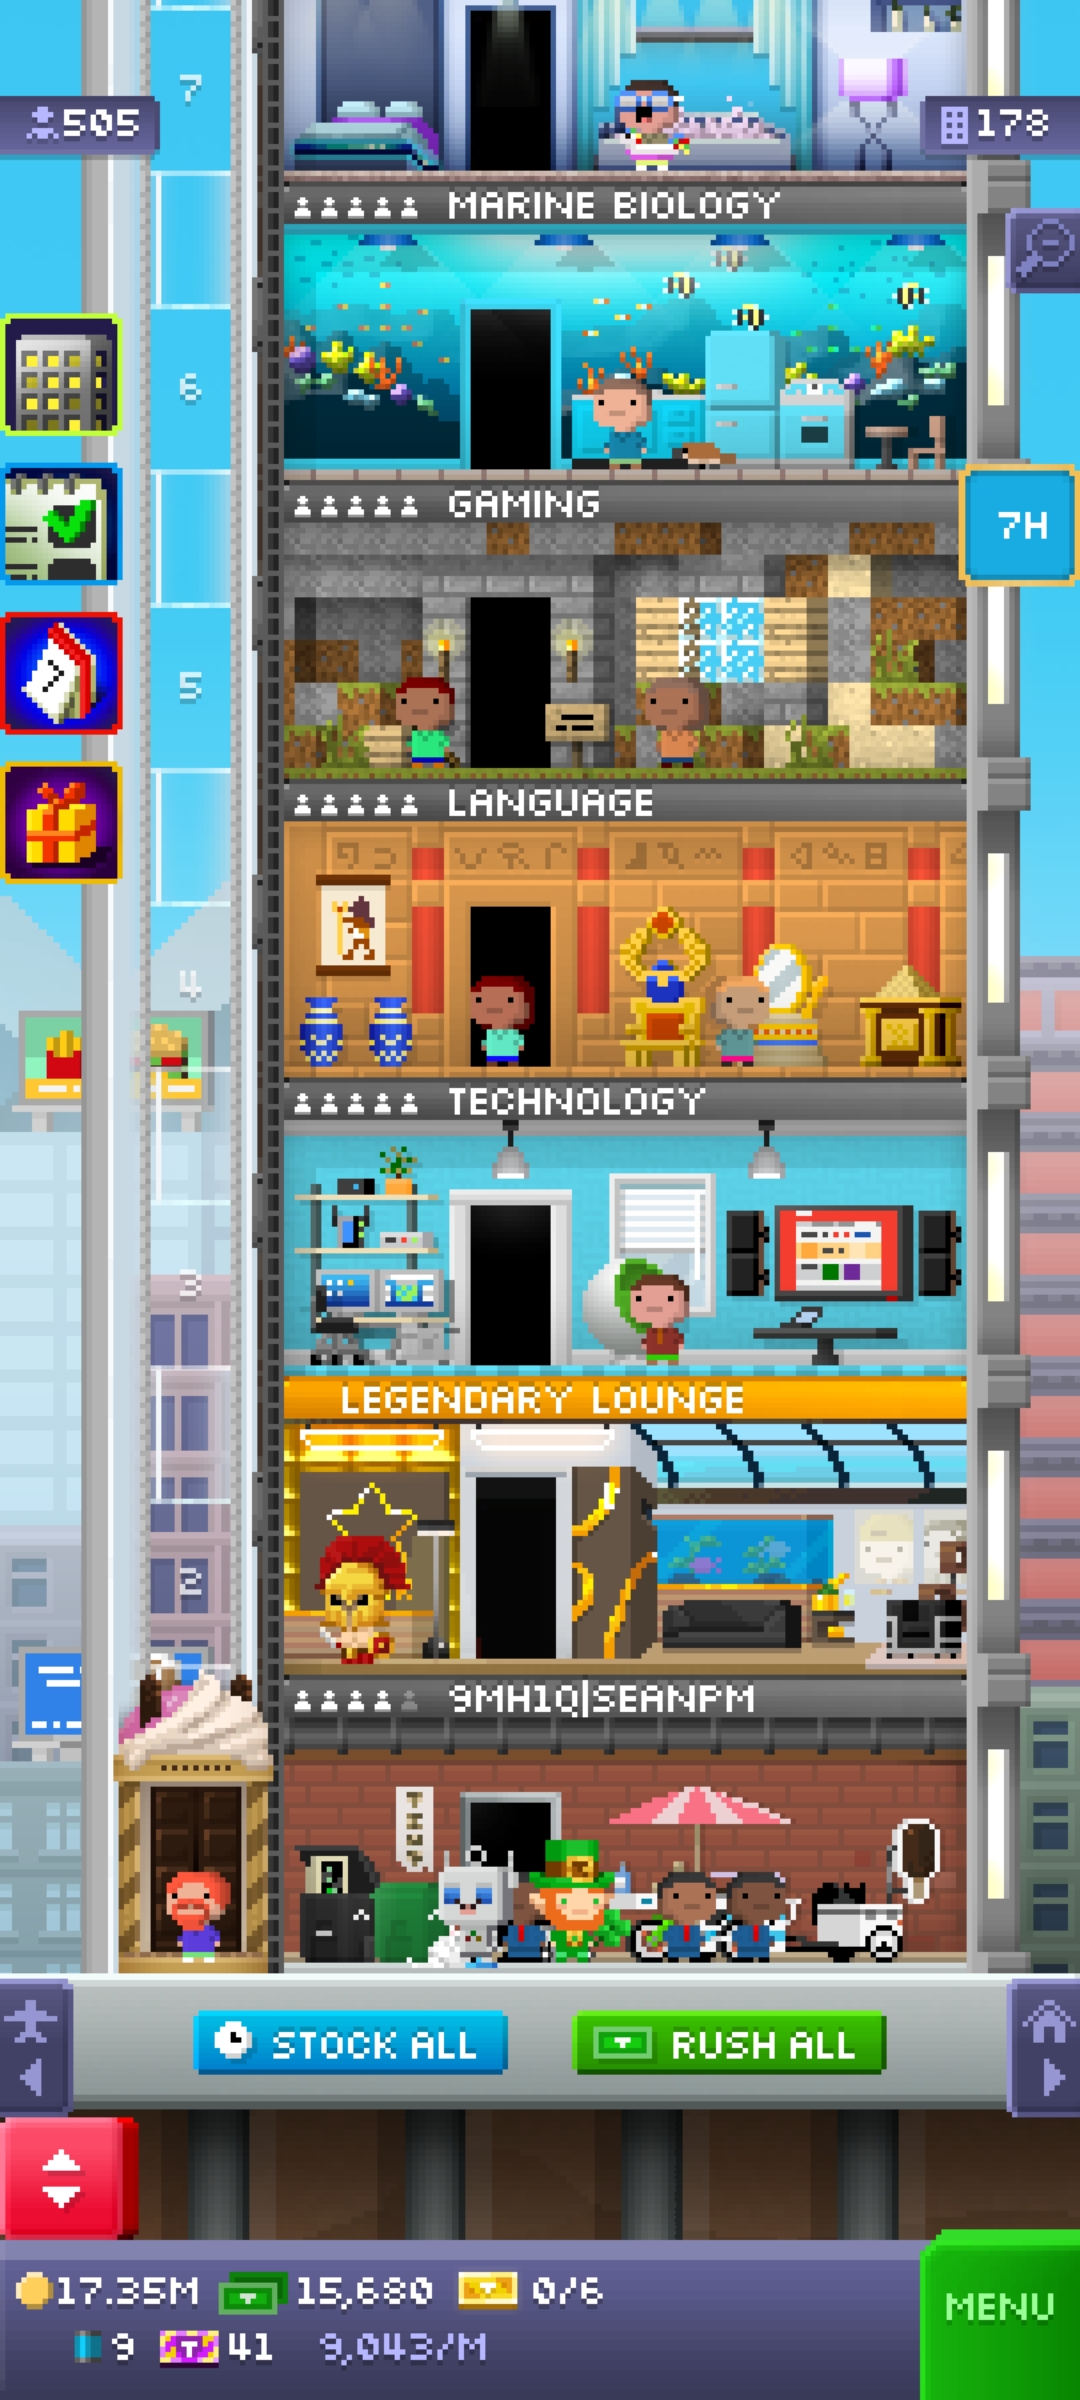 7
505
178
MARINE BIOLOGY
6
GAMING
7H
5
LANGUAGE
4
TECHNOLOGY
3
LEGENDARY LOUNGE
2
9MH1Q|SEANPM
STOCK ALL
RUSH ALL
17.35M
15,680
0/6
MENU
9
41
9,043/M